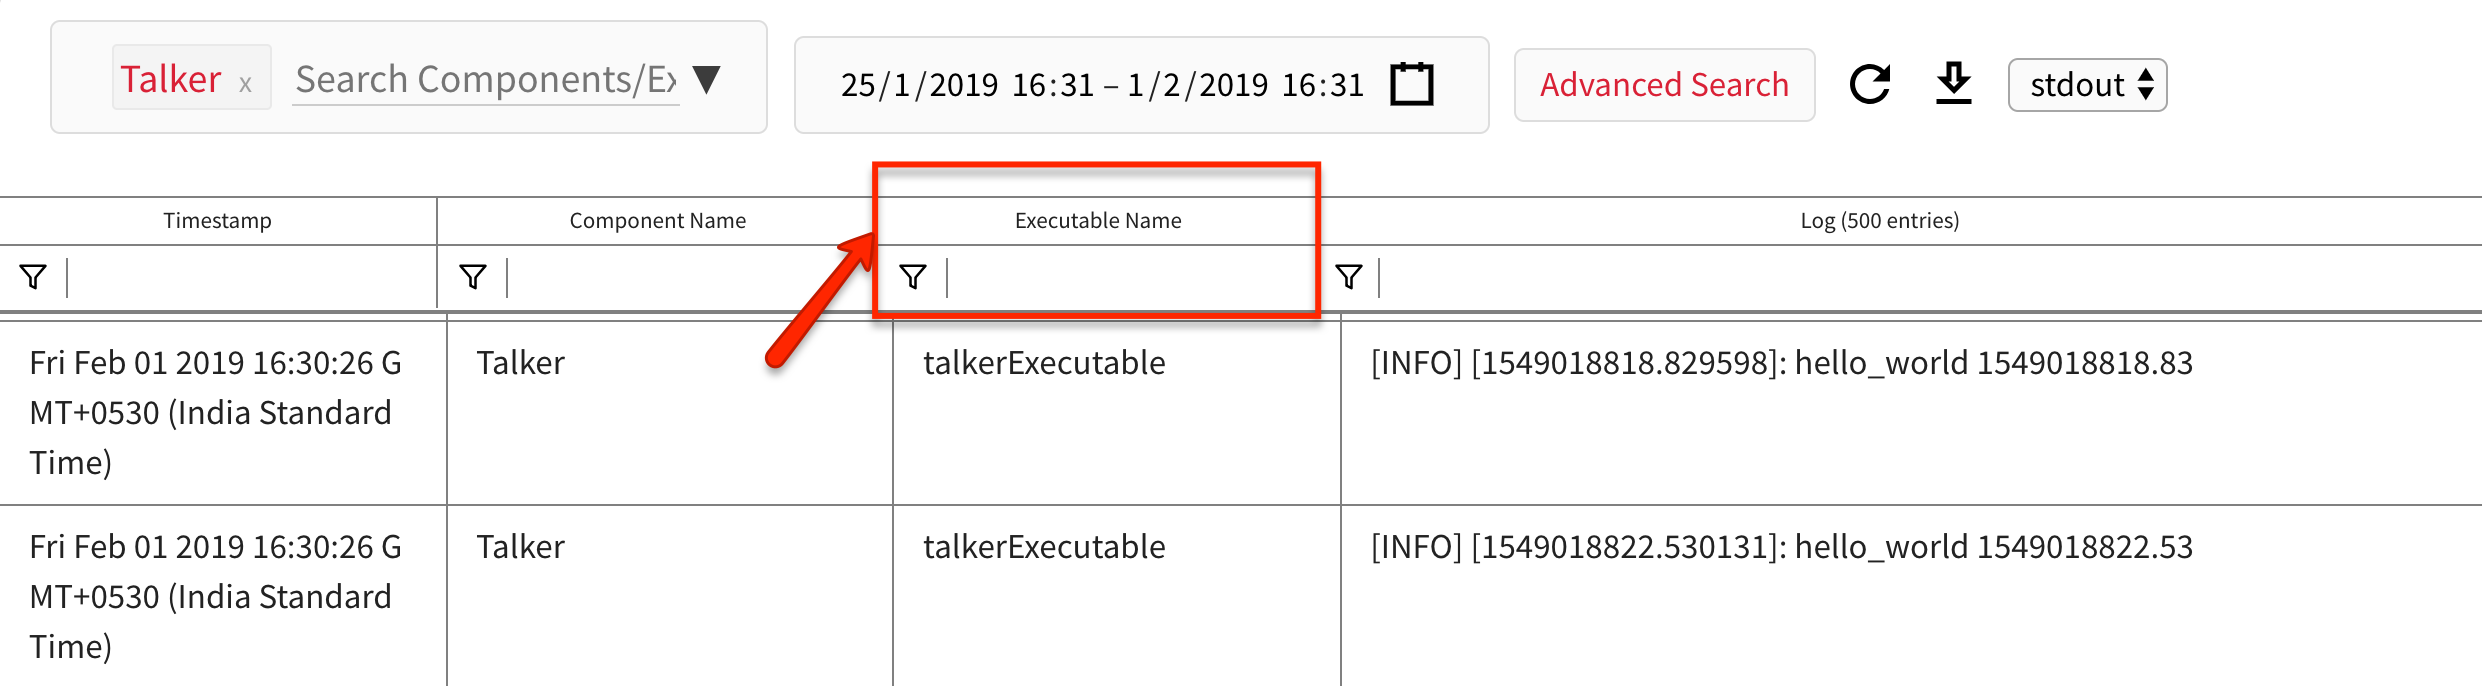 Talker x Search Components/Ex
25/1/2019 16:31 – 1/2/2019 16:31
Advanced Search
stdout
Timestamp Component Name Executable Name Log (500 entries)
Fri Feb 01 2019 16:30:26 G Talker talkerExecutable [INFO] [1549018818.829598]: hello_world 1549018818.83
MT+0530 (India Standard
Time)
Fri Feb 01 2019 16:30:26 G Talker talkerExecutable [INFO] [1549018822.530131]: hello_world 1549018822.53
MT+0530 (India Standard
Time)